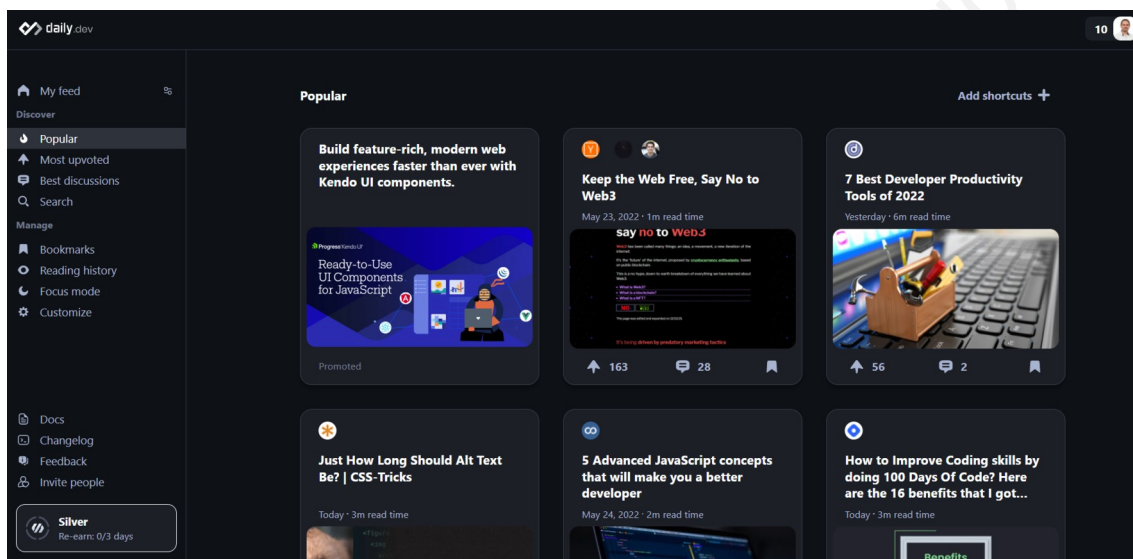 daily.dev
10
My feed
Discover
Popular
Most upvoted
Best discussions
Search
Manage
Bookmarks
Reading history
Focus mode
Customize
Docs
Changelog
Feedback
Invite people
Silver
Re-earn: 0/3 days
Popular
Add shortcuts
Build feature-rich, modern web
experiences faster than ever with
Kendo UI components.
Progress Kendo UI
Ready-to-Use
UI Components
for JavaScript
Promoted
Keep the Web Free, Say No to
Web3
May 23, 2022 · 1m read time
say no to Web3
It's being driven by predatory marketing tactics
163
28
7 Best Developer Productivity
Tools of 2022
Yesterday · 6m read time
56
2
Just How Long Should Alt Text
Be? | CSS-Tricks
Today · 3m read time
5 Advanced JavaScript concepts
that will make you a better
developer
May 24, 2022 · 2m read time
How to Improve Coding skills by
doing 100 Days Of Code? Here
are the 16 benefits that I got...
Today · 3m read time
Benefits